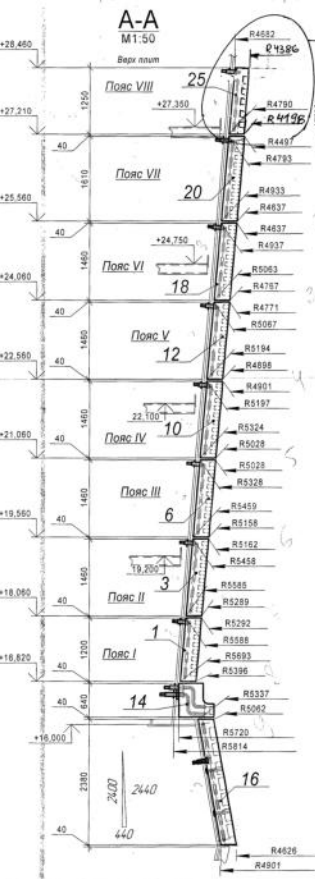 А-А
М1:50
Верх плит
+28,460
R4682
R4386
Пояс VIII
25
1250
+27,350
R4790
R4198
+27,210
40
R4497
R4793
Пояс VII
1610
20
R4933
R4637
+25,560
40
R4637
R4937
+24,750
Пояс VI
1460
18
R5063
R4767
+24,060
40
R4771
R5067
Пояс V
1460
12
R5194
R4898
+22,560
40
R4901
R5197
22,100
10
Пояс IV
1460
R5324
R5028
+21,060
40
R5028
R5328
Пояс III
1460
6
R5459
R5158
+19,560
40
R5162
R5458
19,200
3
Пояс II
1460
R5585
R5289
+18,060
40
R5292
R5588
1
Пояс I
1200
R5693
R5396
+16,820
40
640
14
R5337
R5062
+16,000
R5720
R5814
2380
2400
2440
440
16
40
R4626
R4901